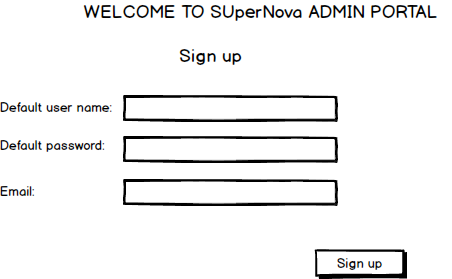 WELCOME TO SUperNova ADMIN PORTAL
Sign up
Default user name:
Default password:
Email:
Sign up